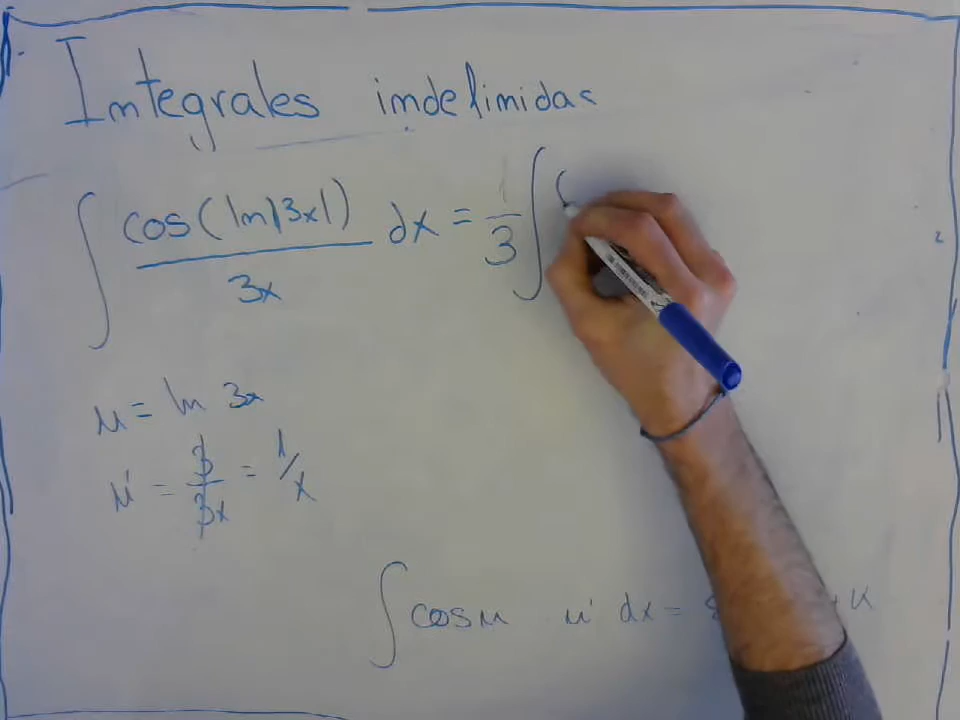 Integrales indefinidas
∫ cos(ln|3x|) / 3x dx = 1/3 ∫
u = ln 3x
u' = 3/3x = 1/x
∫ cos u u' dx = + K